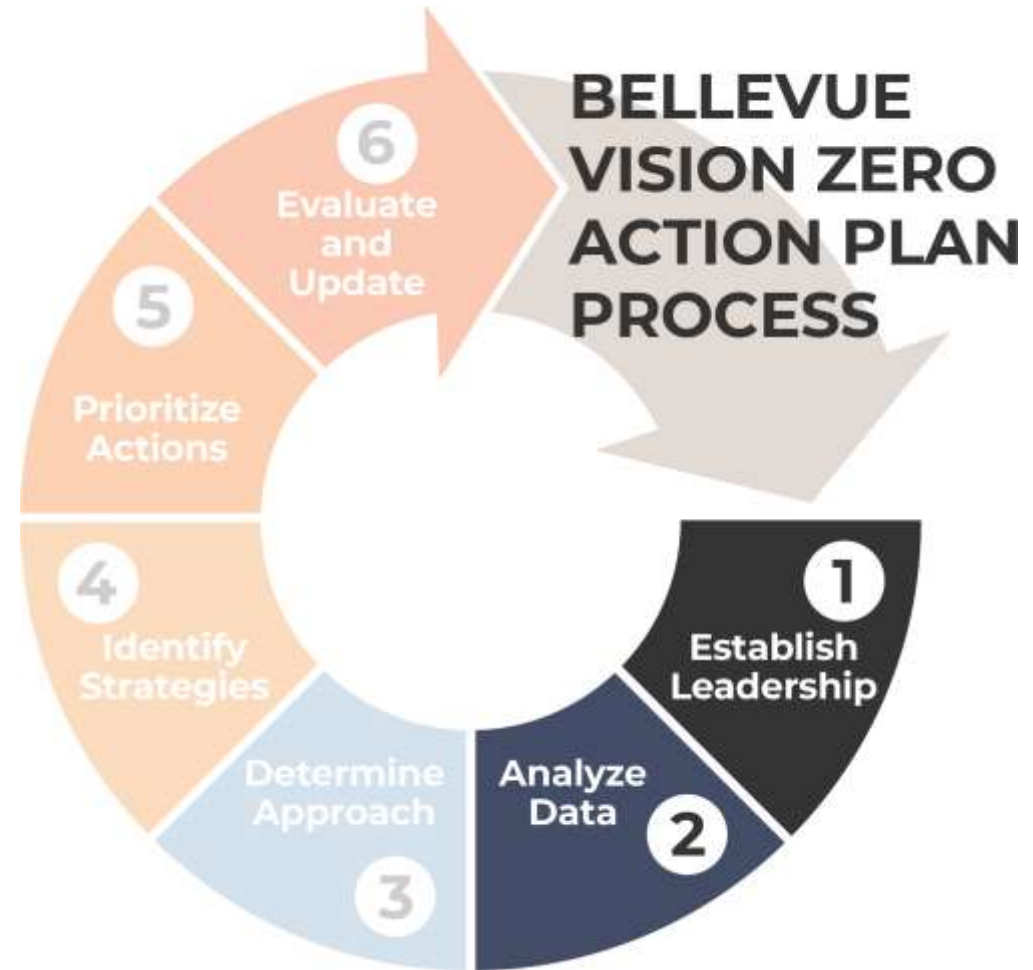 BELLEVUE
VISION ZERO
ACTION PLAN
PROCESS
1
Establish
Leadership
2
Analyze
Data
3
Determine
Approach
4
Identify
Strategies
5
Prioritize
Actions
6
Evaluate
and
Update